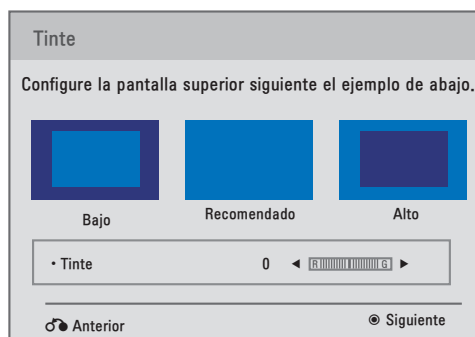 Tinte
Configure la pantalla superior siguiente el ejemplo de abajo.
Bajo Recomendado Alto
• Tinte 0 ◄ R G ►
Anterior ◉ Siguiente